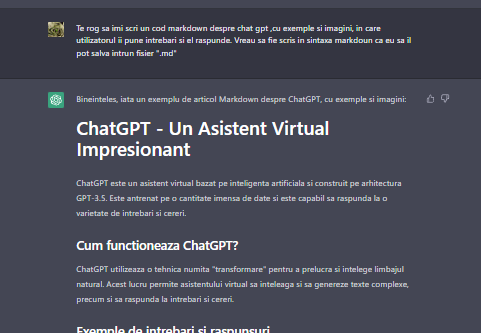 Te rog sa imi scri un cod markdown despre chat gpt ,cu exemple si imagini, in care
utilizatorul ii pune intrebari si el raspunde. Vreau sa fie scris in sintaxa markdoun ca eu sa il
pot salva intrun fisier ".md"
Bineinteles, iata un exemplu de articol Markdown despre ChatGPT, cu exemple si imagini:
ChatGPT - Un Asistent Virtual
Impresionant
ChatGPT este un asistent virtual bazat pe inteligenta artificiala si construit pe arhitectura
GPT-3.5. Este antrenat pe o cantitate imensa de date si este capabil sa raspunda la o
varietate de intrebari si cereri.
Cum functioneaza ChatGPT?
ChatGPT utilizeaza o tehnica numita "transformare" pentru a prelucra si intelege limbajul
natural. Acest lucru permite asistentului virtual sa inteleaga si sa genereze texte complexe,
precum si sa raspunda la intrebari si cereri.
Exemple de intrebari si raspunsuri